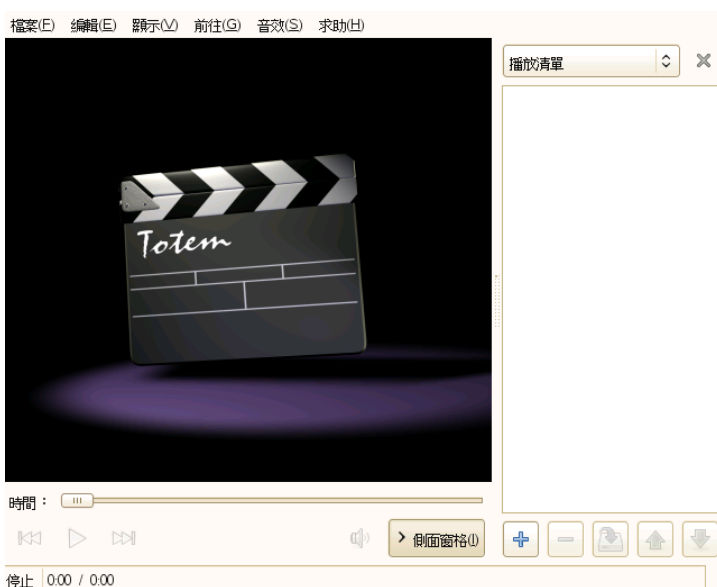 檔案(F) 編輯(E) 顯示(V) 前往(G) 音效(S) 求助(H)
播放清單
Totem
時間：
側面窗格(I)
停止 0:00 / 0:00